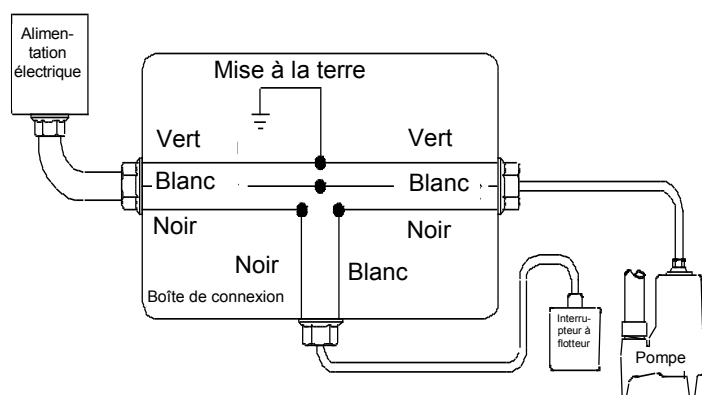 Alimen-
tation
électrique
Mise à la terre
Vert
Vert
Blanc
Blanc
Noir
Noir
Noir
Blanc
Boîte de connexion
Interru-
pteur à
flotteur
Pompe